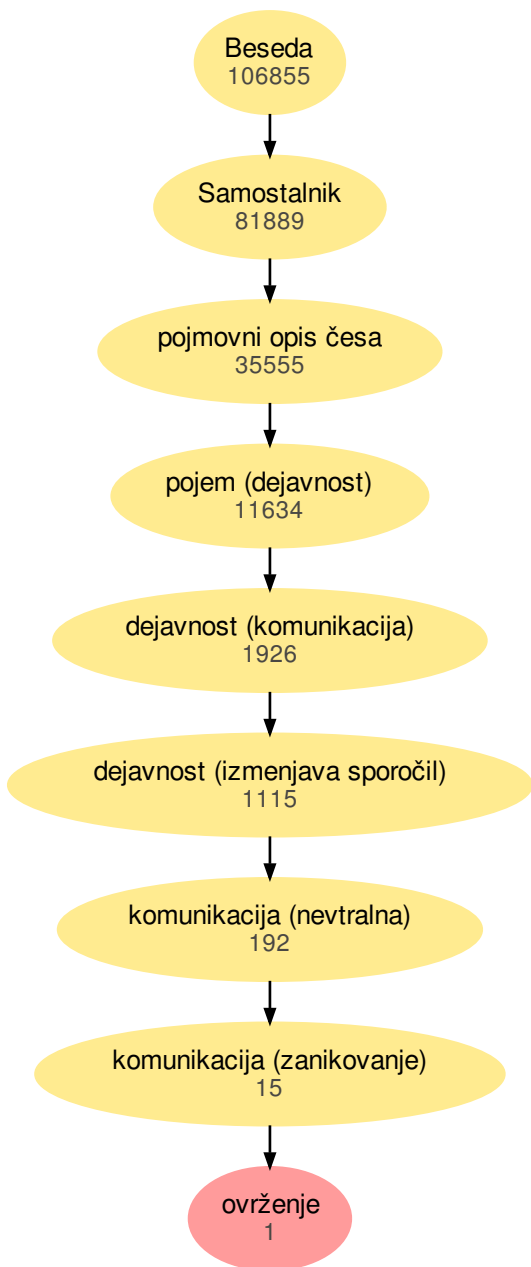 Beseda
106855
Samostalnik
81889
pojmovni opis česa
35555
pojem (dejavnost)
11634
dejavnost (komunikacija)
1926
dejavnost (izmenjava sporočil)
1115
komunikacija (nevtralna)
192
komunikacija (zanikovanje)
15
ovrženje
1